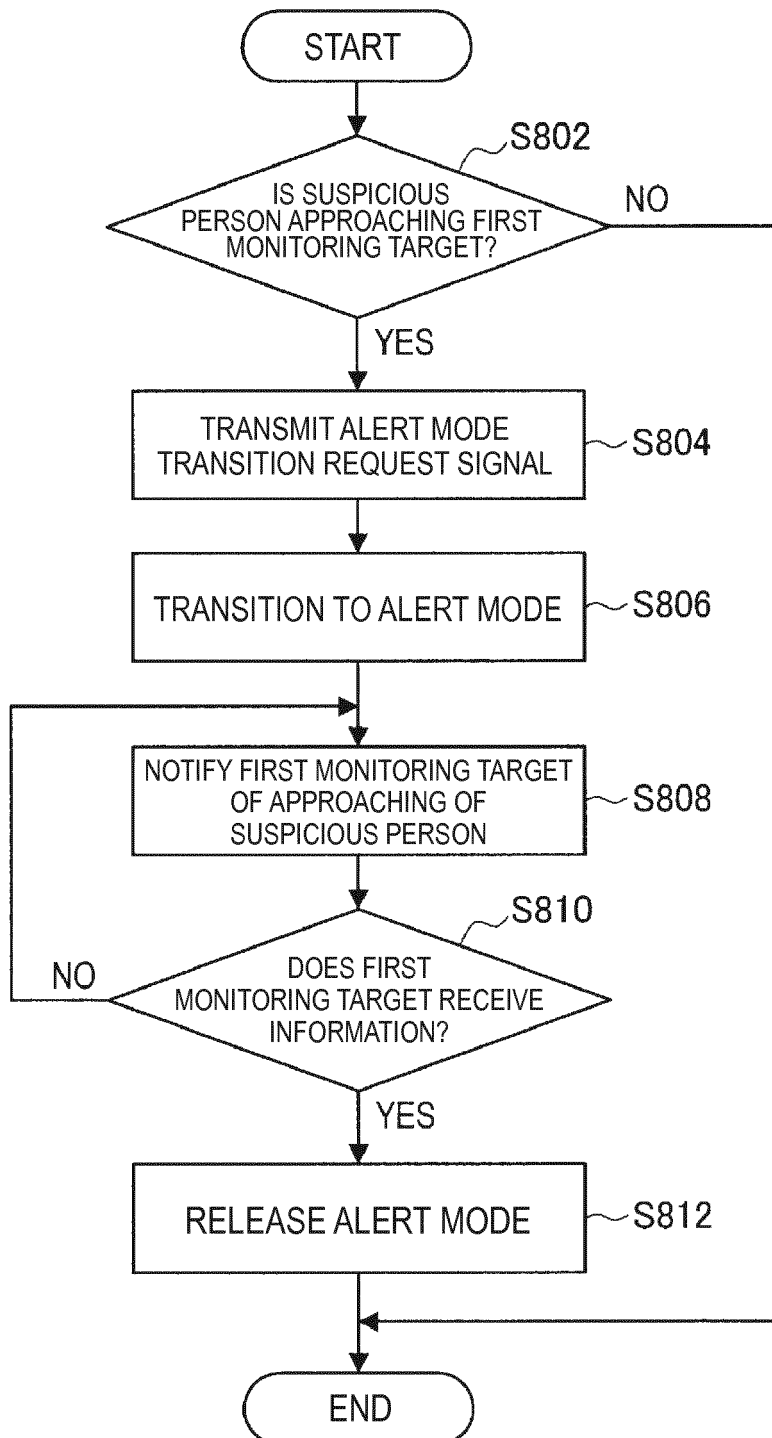 START
S802
IS SUSPICIOUS
PERSON APPROACHING FIRST
MONITORING TARGET?
NO
YES
TRANSMIT ALERT MODE
TRANSITION REQUEST SIGNAL
S804
TRANSITION TO ALERT MODE
S806
NOTIFY FIRST MONITORING TARGET
OF APPROACHING OF
SUSPICIOUS PERSON
S808
S810
DOES FIRST
MONITORING TARGET RECEIVE
INFORMATION?
NO
YES
RELEASE ALERT MODE
S812
END